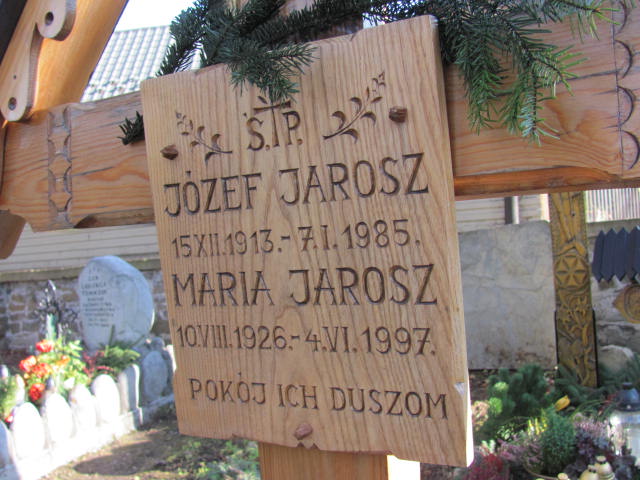 Ś.P.
JÓZEF JAROSZ
15.XII.1913.-7.I.1985.
MARIA JAROSZ
10.VIII.1926.-4.VI.1997.
POKÓJ ICH DUSZOM